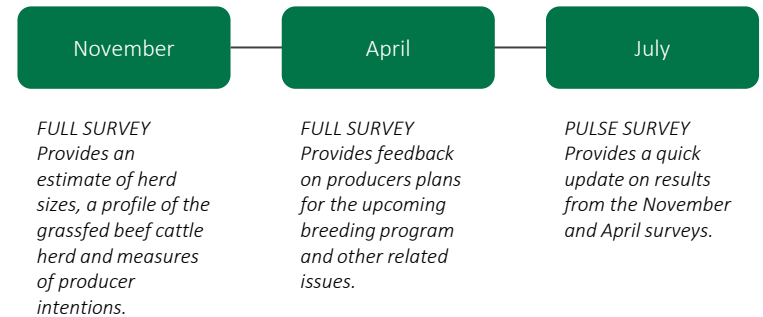 November
FULL SURVEY
Provides an
estimate of herd
sizes, a profile of the
grassfed beef cattle
herd and measures
of producer
intentions.
April
FULL SURVEY
Provides feedback
on producers plans
for the upcoming
breeding program
and other related
issues.
July
PULSE SURVEY
Provides a quick
update on results
from the November
and April surveys.